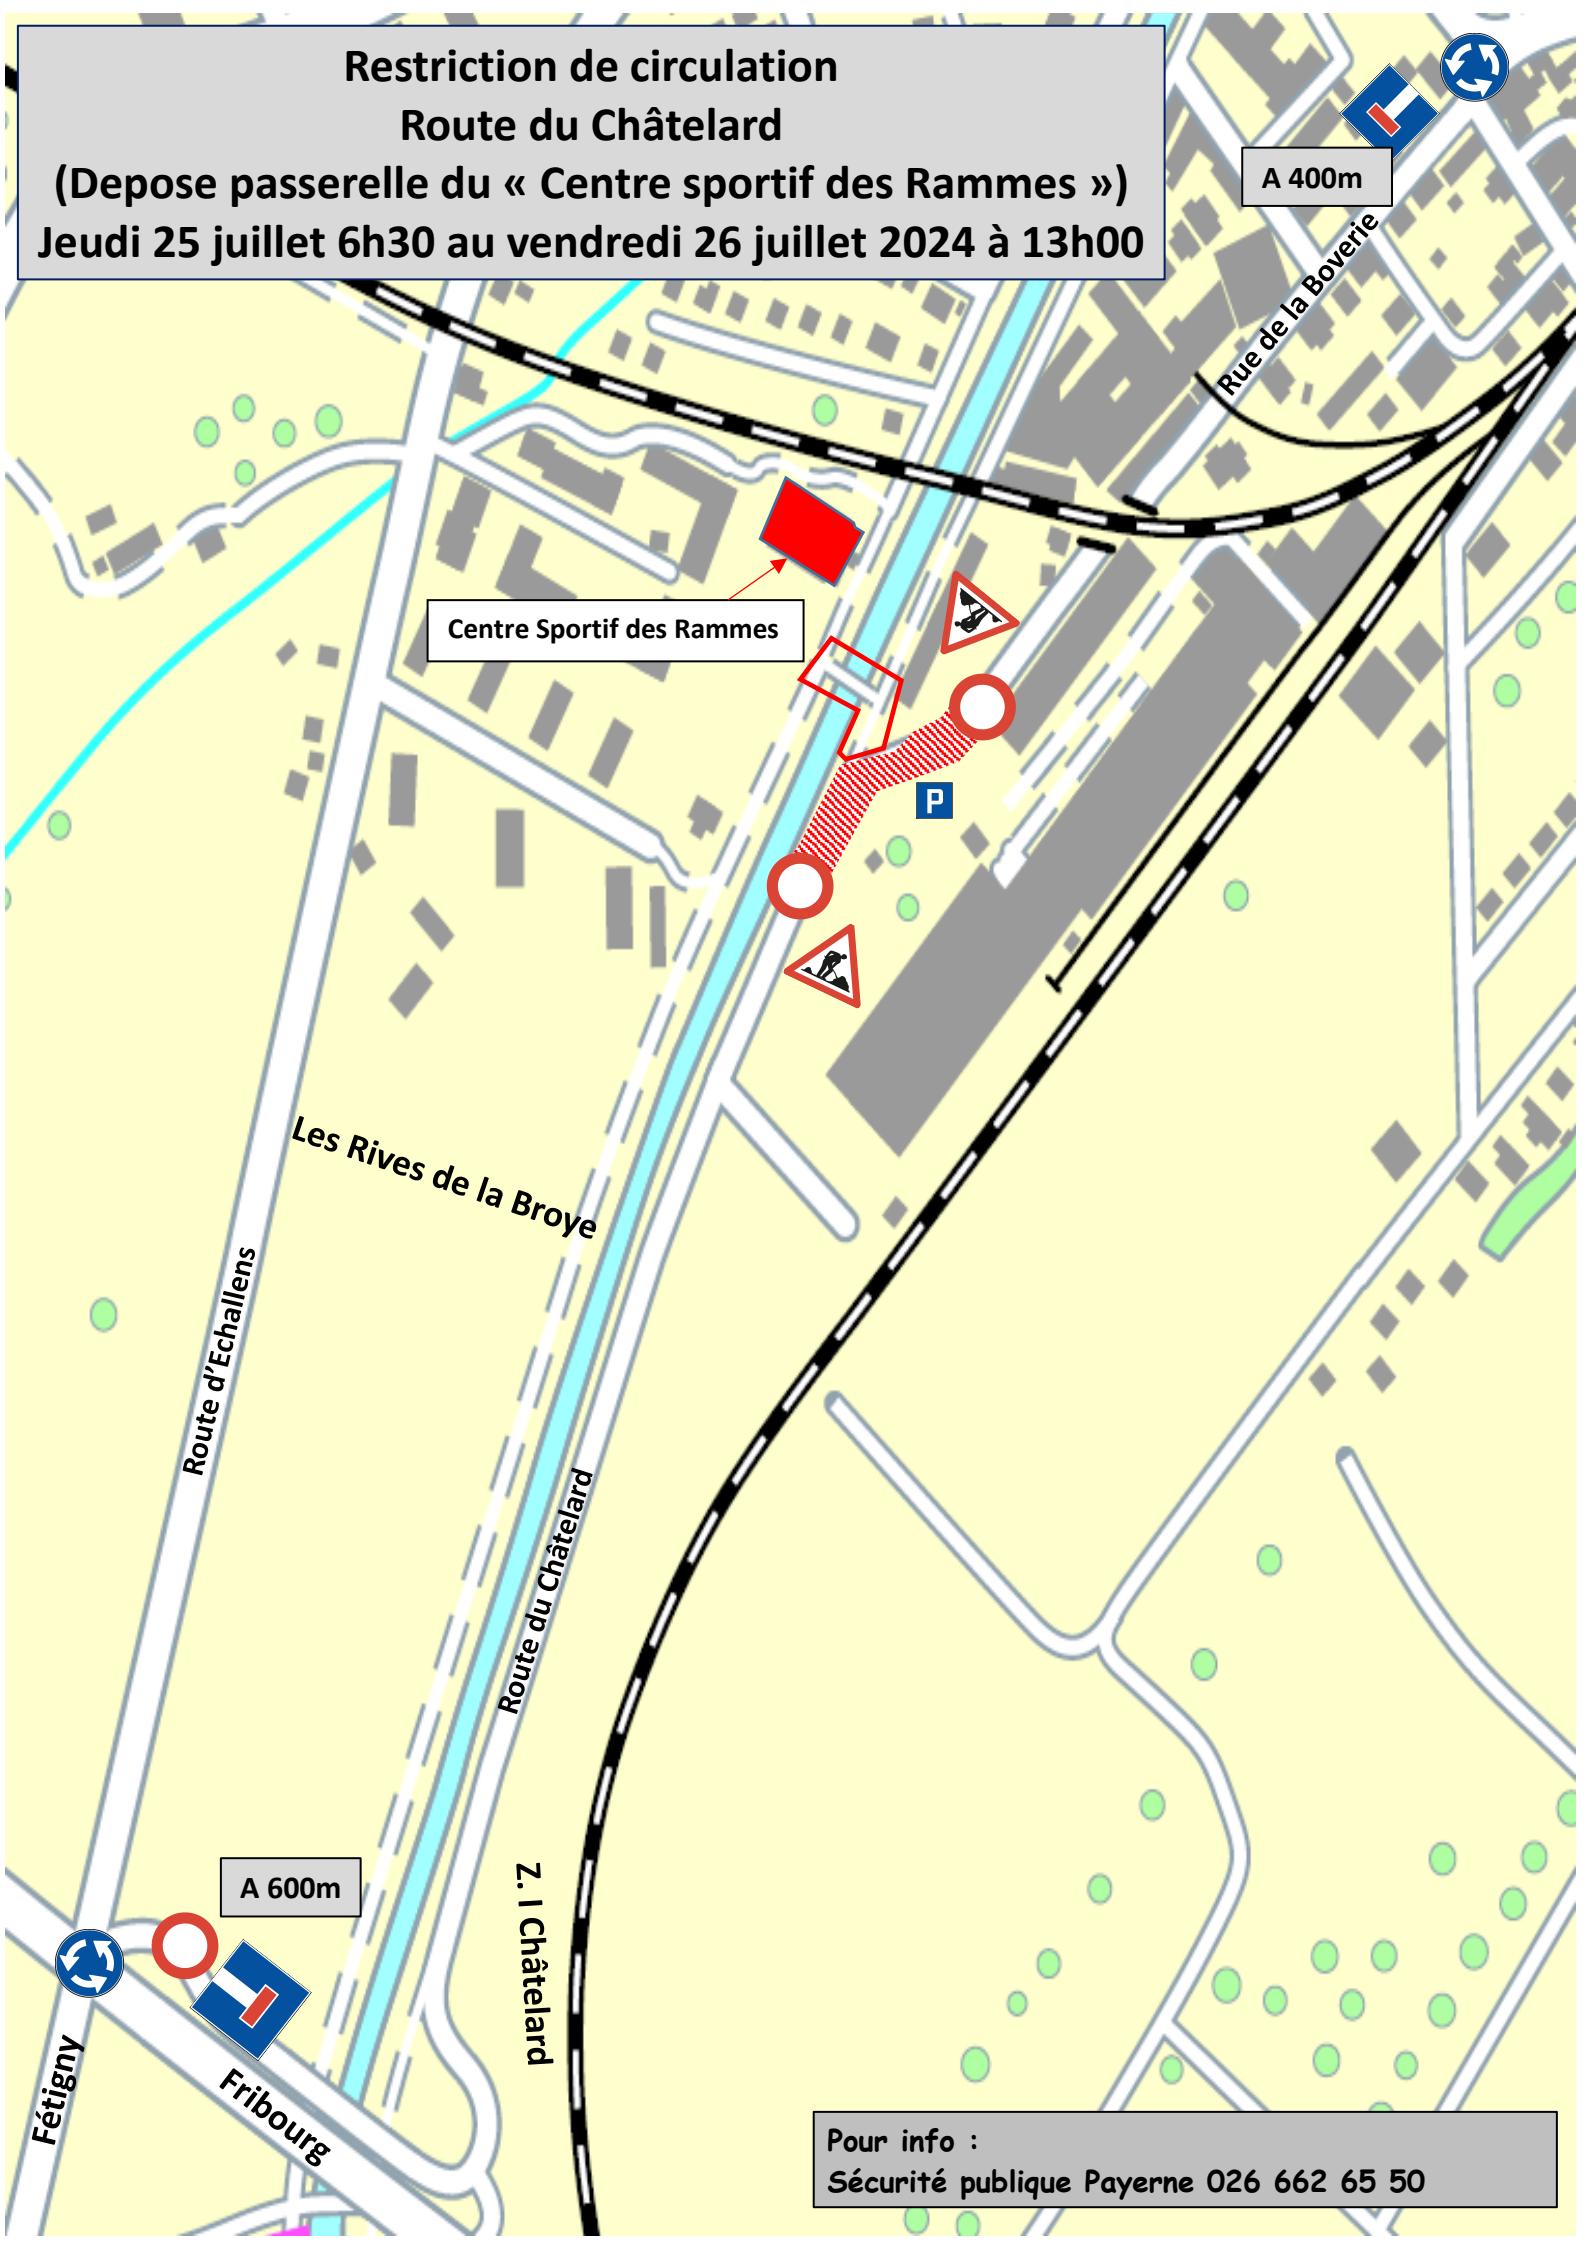 Restriction de circulation
Route du Châtelard
(Depose passerelle du « Centre sportif des Rammes »)
Jeudi 25 juillet 6h30 au vendredi 26 juillet 2024 à 13h00
A 400m
Rue de la Boverie
Centre Sportif des Rammes
P
Les Rives de la Broye
Route d'Echallens
Route du Châtelard
A 600m
Z. I Châtelard
Fétigny
Fribourg
Pour info :
Sécurité publique Payerne 026 662 65 50